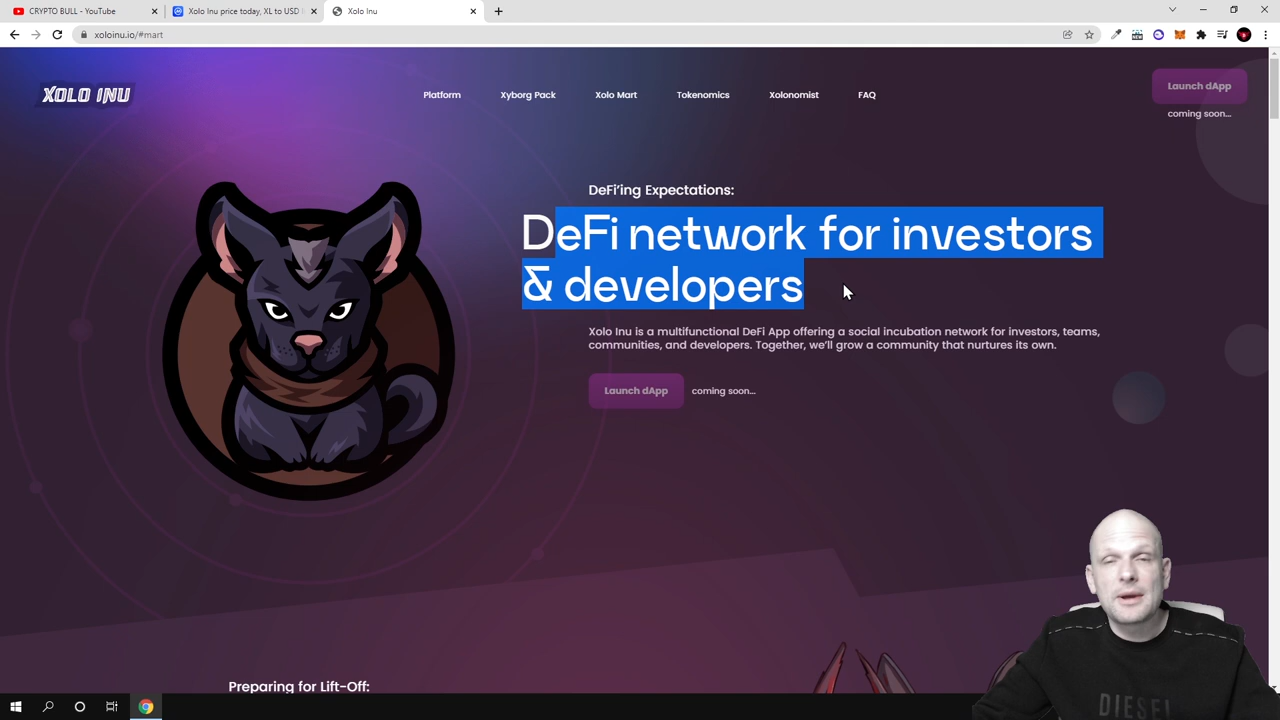 CRYPTO BULL - YouTube
Xolo Inu price today, XL to USD
Xolo Inu
xoloinu.io/#mart
XOLO INU
Platform
Xyborg Pack
Xolo Mart
Tokenomics
Xolonomist
FAQ
Launch dApp
coming soon...
DeFi'ing Expectations:
DeFi network for investors
& developers
Xolo Inu is a multifunctional DeFi App offering a social incubation network for investors, teams,
communities, and developers. Together, we'll grow a community that nurtures its own.
Launch dApp
coming soon...
Preparing for Lift-Off:
DIESEL